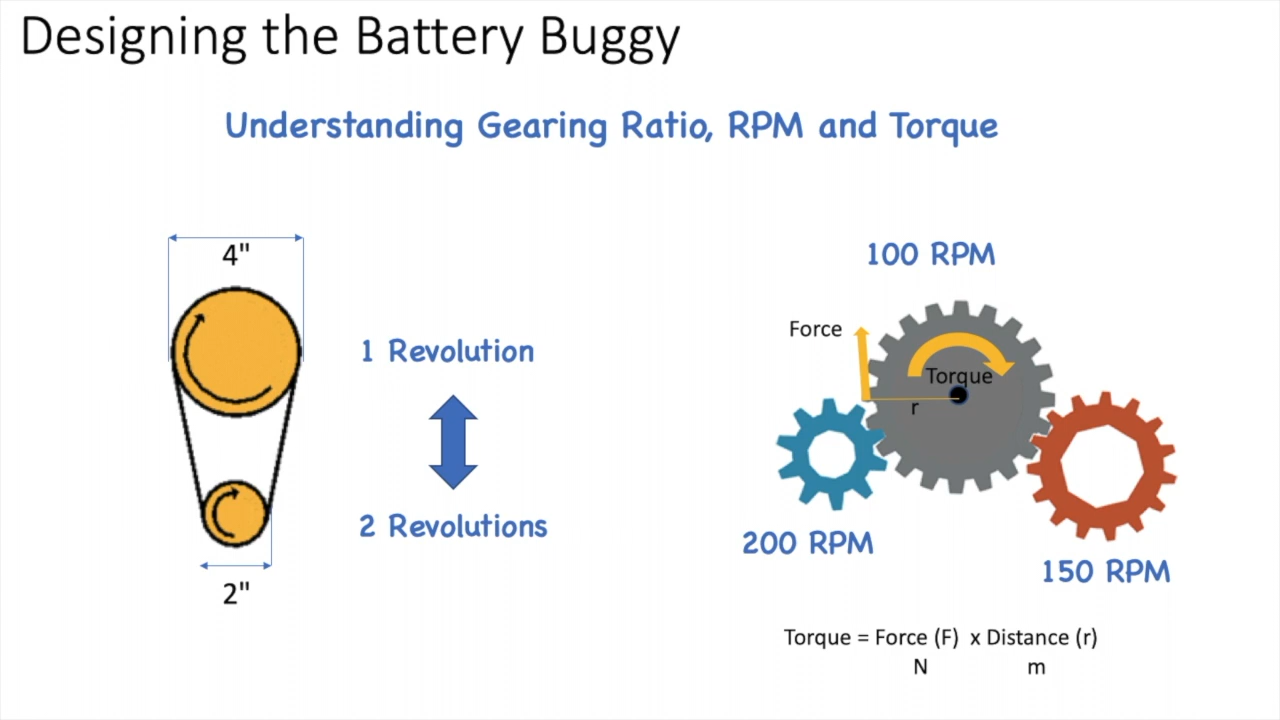 Designing the Battery Buggy
Understanding Gearing Ratio, RPM and Torque
4"
1 Revolution
2 Revolutions
2"
100 RPM
Force
Torque
r
200 RPM
150 RPM
Torque = Force (F) x Distance (r)
N m